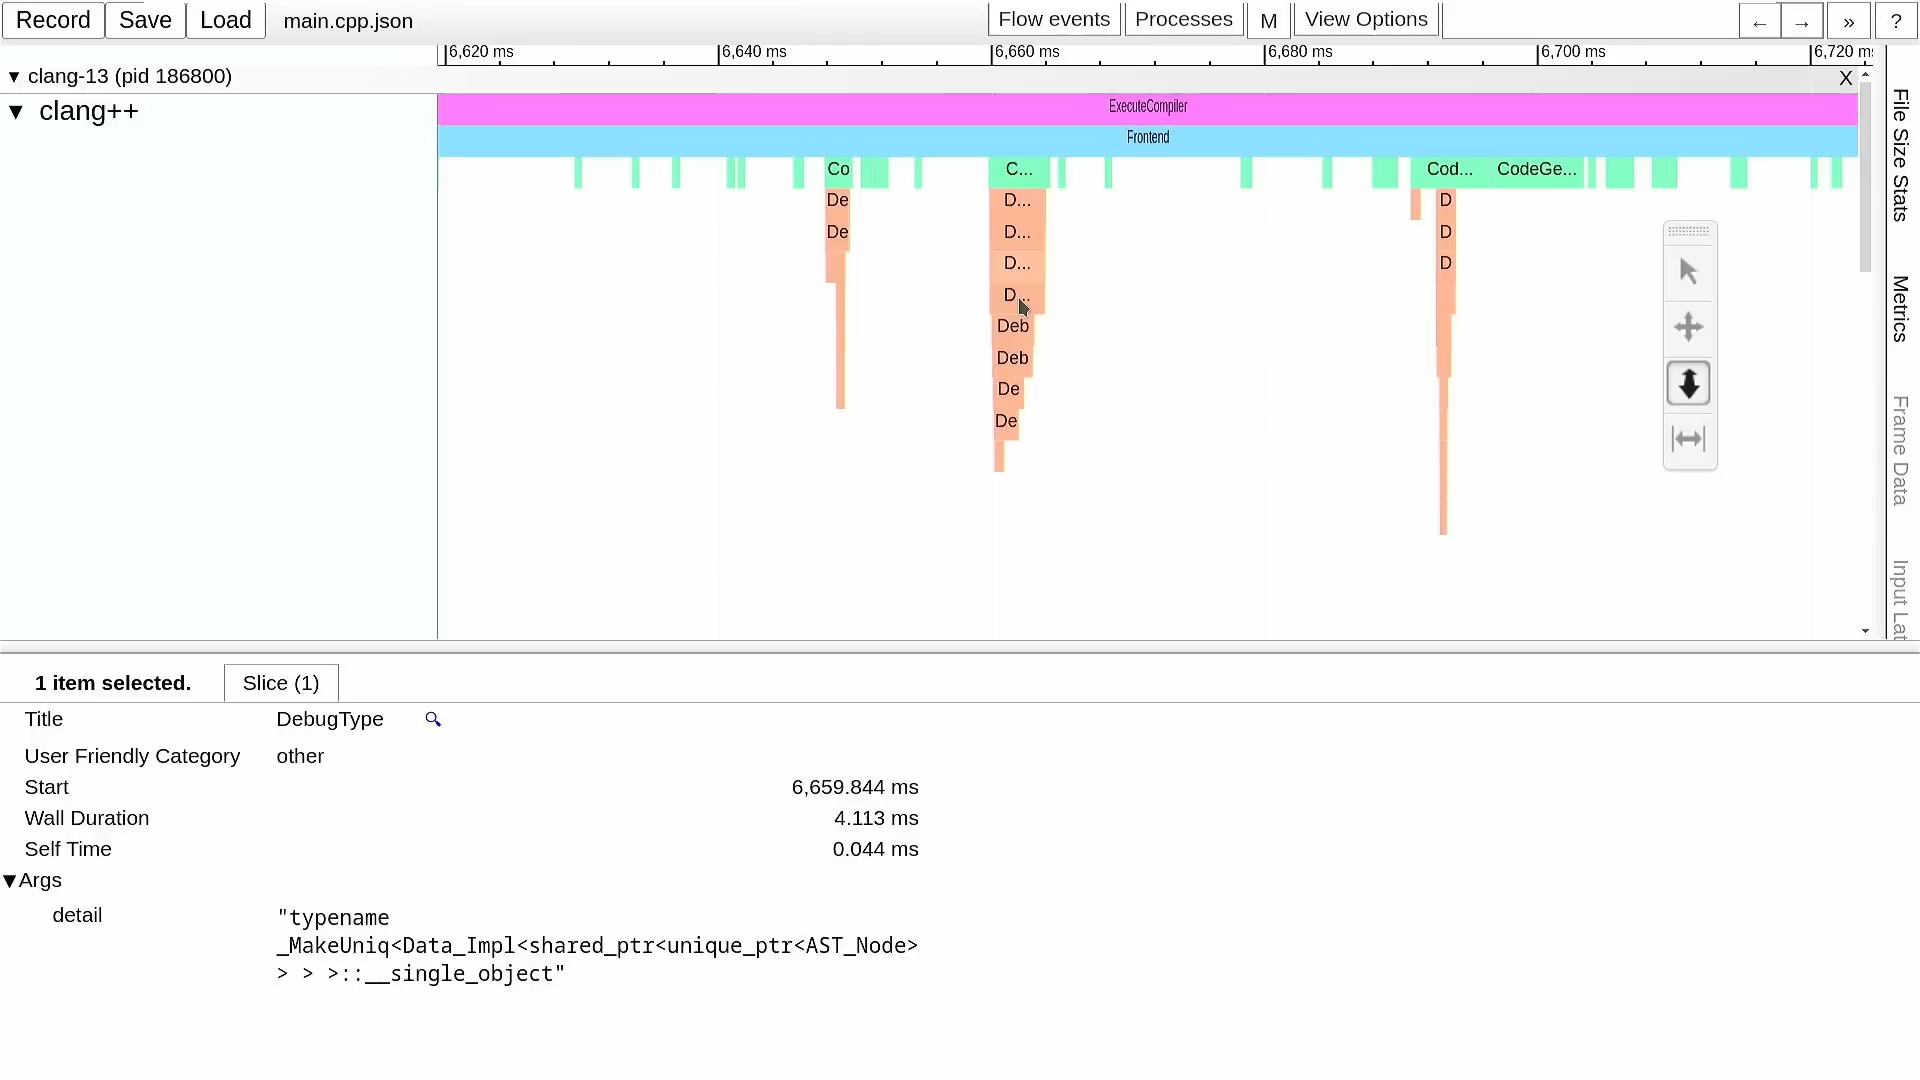 Record Save Load main.cpp.json Flow events Processes M View Options ← → » ?
6,620 ms 6,640 ms 6,660 ms 6,680 ms 6,700 ms 6,720 ms
▼ clang-13 (pid 186800) X
▼ clang++
ExecuteCompiler
Frontend
Co C... Cod... CodeGe...
De D... D
De D... D
D... D
D...
Deb
Deb
De
De
File Size Stats
Metrics
Frame Data
Input Lat
1 item selected. Slice (1)
Title DebugType
User Friendly Category other
Start 6,659.844 ms
Wall Duration 4.113 ms
Self Time 0.044 ms
▼Args
detail "typename
_MakeUniq<Data_Impl<shared_ptr<unique_ptr<AST_Node>
> > >::__single_object"